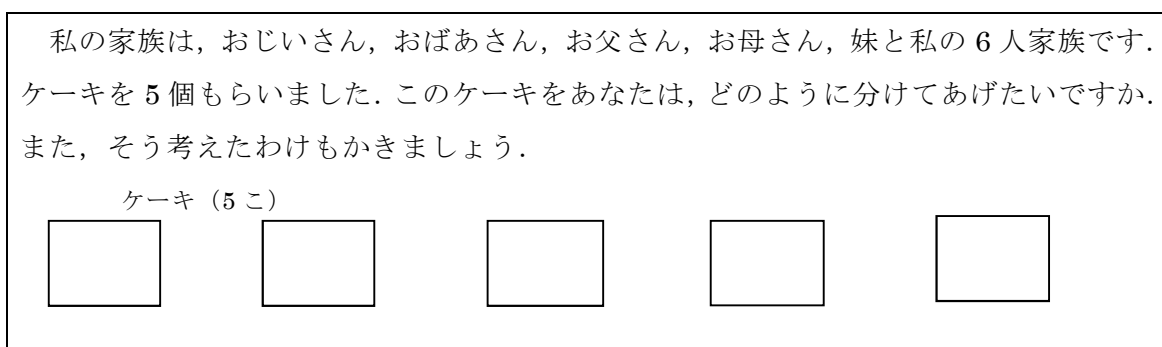 私の家族は，おじいさん，おばあさん，お父さん，お母さん，妹と私の 6 人家族です．
ケーキを 5 個もらいました．このケーキをあなたは，どのように分けてあげたいですか．
また，そう考えたわけもかきましょう．
ケーキ（5 こ）